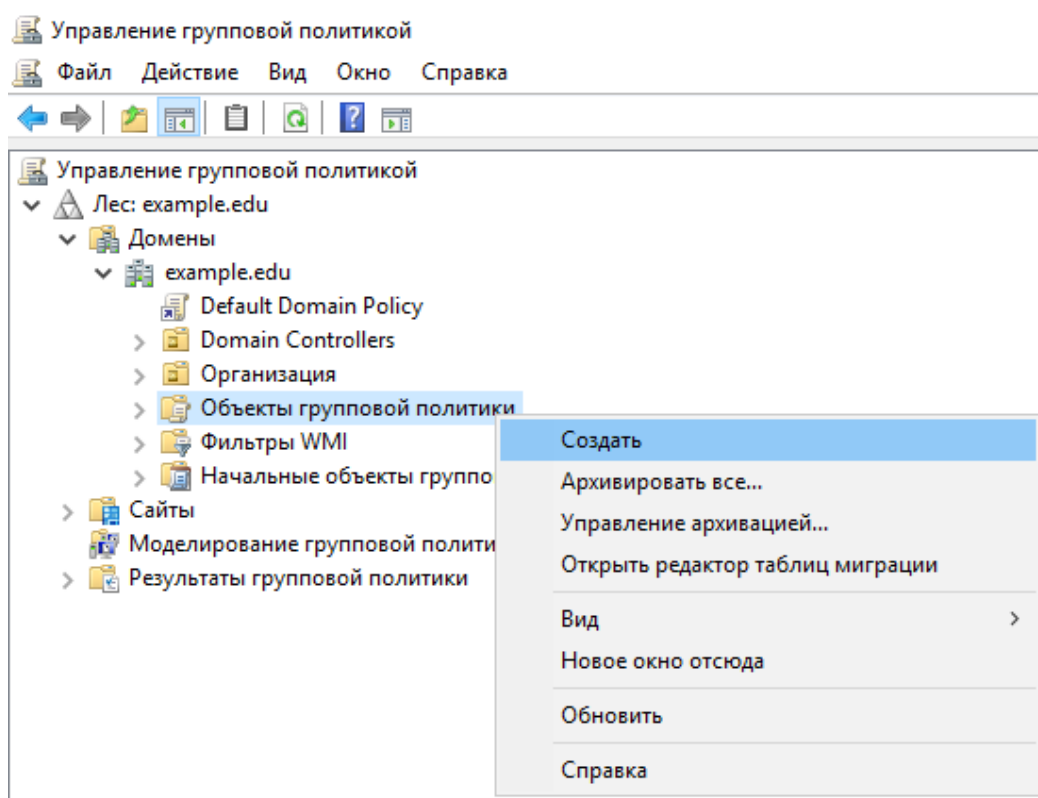 Управление групповой политикой
Файл Действие Вид Окно Справка
Управление групповой политикой
Лес: example.edu
Домены
example.edu
Default Domain Policy
Domain Controllers
Организация
Объекты групповой политики
Фильтры WMI
Начальные объекты группо
Сайты
Моделирование групповой полити
Результаты групповой политики
Создать
Архивировать все...
Управление архивацией...
Открыть редактор таблиц миграции
Вид
Новое окно отсюда
Обновить
Справка